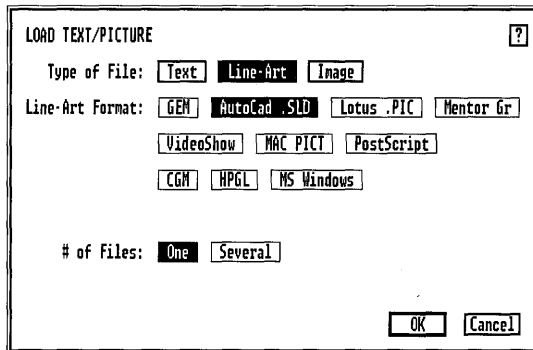 LOAD TEXT/PICTURE ?
Type of File: Text Line-Art Image
Line-Art Format: GEM AutoCad .SLD Lotus .PIC Mentor Gr
VideoShow MAC PICT PostScript
CGM HPGL MS Windows
# of Files: One Several
OK Cancel